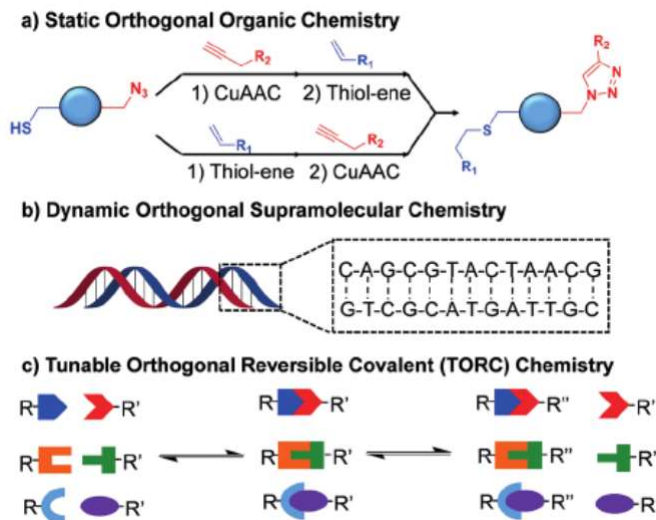 a) Static Orthogonal Organic Chemistry
R₂ R₁ R₂
N₃ 1) CuAAC 2) Thiol-ene N
HS N
N
S
R₁ R₂ R₁
1) Thiol-ene 2) CuAAC
b) Dynamic Orthogonal Supramolecular Chemistry
C-A-G-C-G-T-A-C-T-A-A-C-G
G-T-C-G-C-A-T-G-A-T-T-G-C
c) Tunable Orthogonal Reversible Covalent (TORC) Chemistry
R R' R R' R R'' R'
R R' R R' R R'' R'
R R' R R' R R'' R'